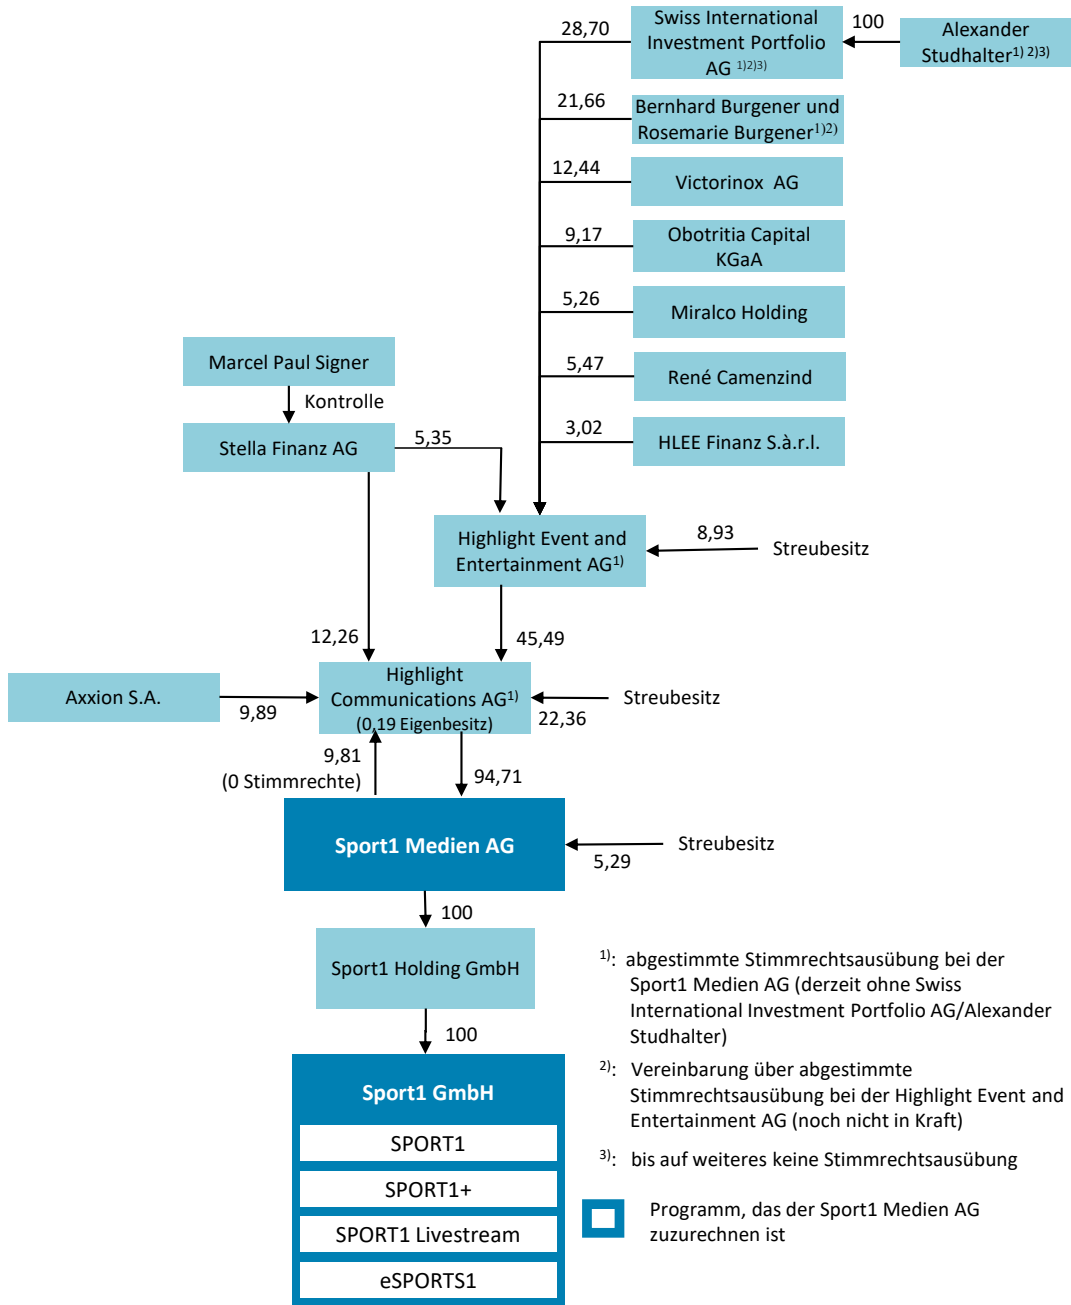 28,70
Swiss International
Investment Portfolio
AG 1)2)3)
100
Alexander
Studhalter1) 2)3)
21,66
Bernhard Burgener und
Rosemarie Burgener1)2)
12,44
Victorinox AG
9,17
Obotritia Capital
KGaA
5,26
Miralco Holding
Marcel Paul Signer
5,47
René Camenzind
Kontrolle
Stella Finanz AG
5,35
3,02
HLEE Finanz S.à.r.l.
Highlight Event and
Entertainment AG1)
8,93
Streubesitz
12,26
45,49
Axxion S.A.
9,89
Highlight
Communications AG1)
(0,19 Eigenbesitz)
Streubesitz
22,36
9,81
(0 Stimmrechte)
94,71
Sport1 Medien AG
Streubesitz
5,29
100
Sport1 Holding GmbH
100
Sport1 GmbH
SPORT1
SPORT1+
SPORT1 Livestream
eSPORTS1
1): abgestimmte Stimmrechtsausübung bei der
Sport1 Medien AG (derzeit ohne Swiss
International Investment Portfolio AG/Alexander
Studhalter)
2): Vereinbarung über abgestimmte
Stimmrechtsausübung bei der Highlight Event and
Entertainment AG (noch nicht in Kraft)
3): bis auf weiteres keine Stimmrechtsausübung
Programm, das der Sport1 Medien AG
zuzurechnen ist